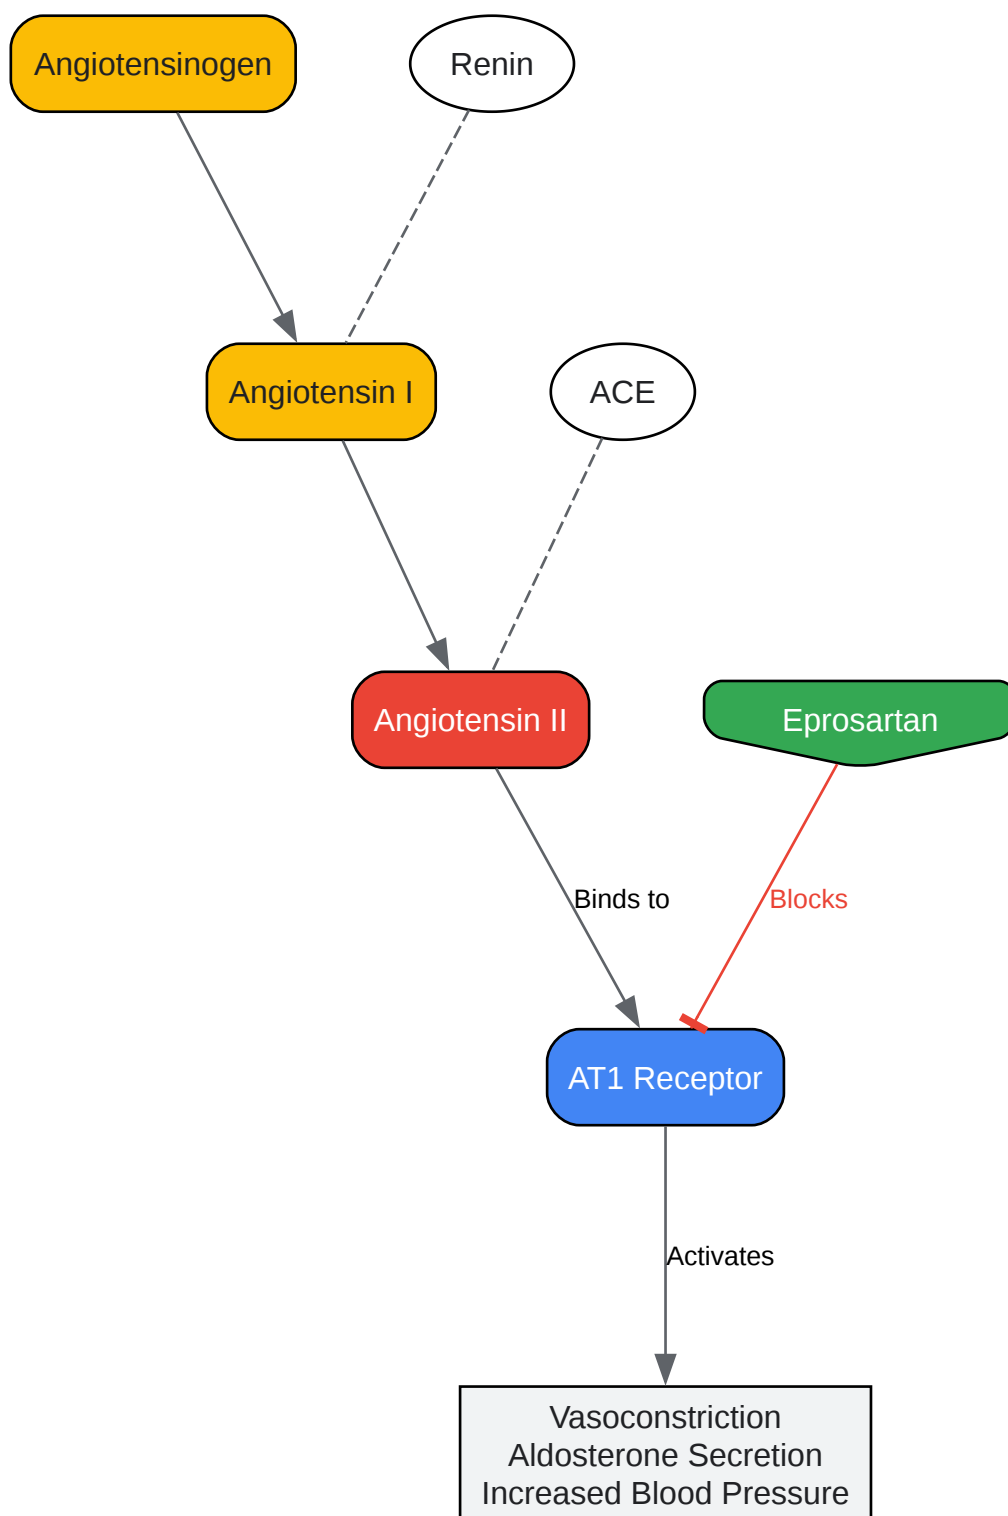 Angiotensinogen
Renin
Angiotensin I
ACE
Angiotensin II
Eprosartan
Binds to
Blocks
AT1 Receptor
Activates
Vasoconstriction
Aldosterone Secretion
Increased Blood Pressure